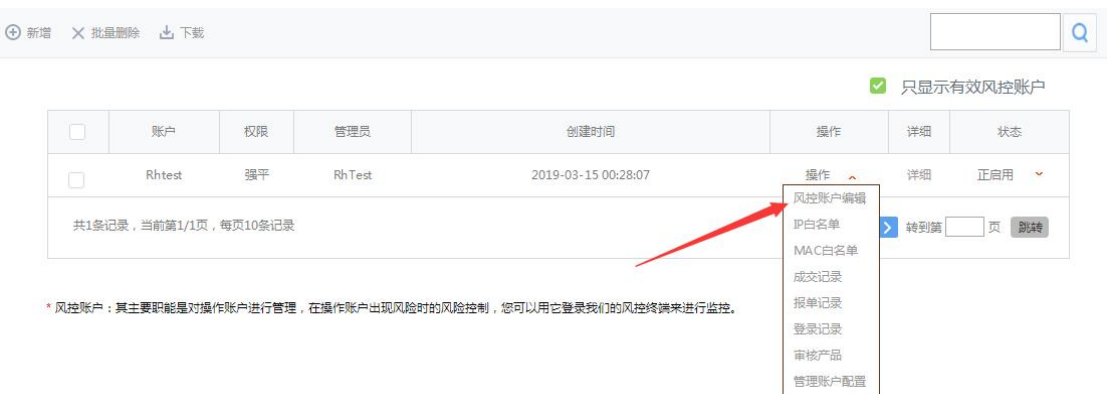 新增 批量删除 下载
只显示有效风控账户
账户 权限 管理员 创建时间 操作 详细 状态
Rhtest 强平 RhTest 2019-03-15 00:28:07 操作 详细 正启用
风控账户编辑
共1条记录，当前第1/1页，每页10条记录 IP白名单 转到第 页 跳转
MAC白名单
成交记录
* 风控账户：其主要职能是对操作账户进行管理，在操作账户出现风险时的风险控制，您可以用它登录我们的风控终端来进行监控。 报单记录
登录记录
审核产品
管理账户配置